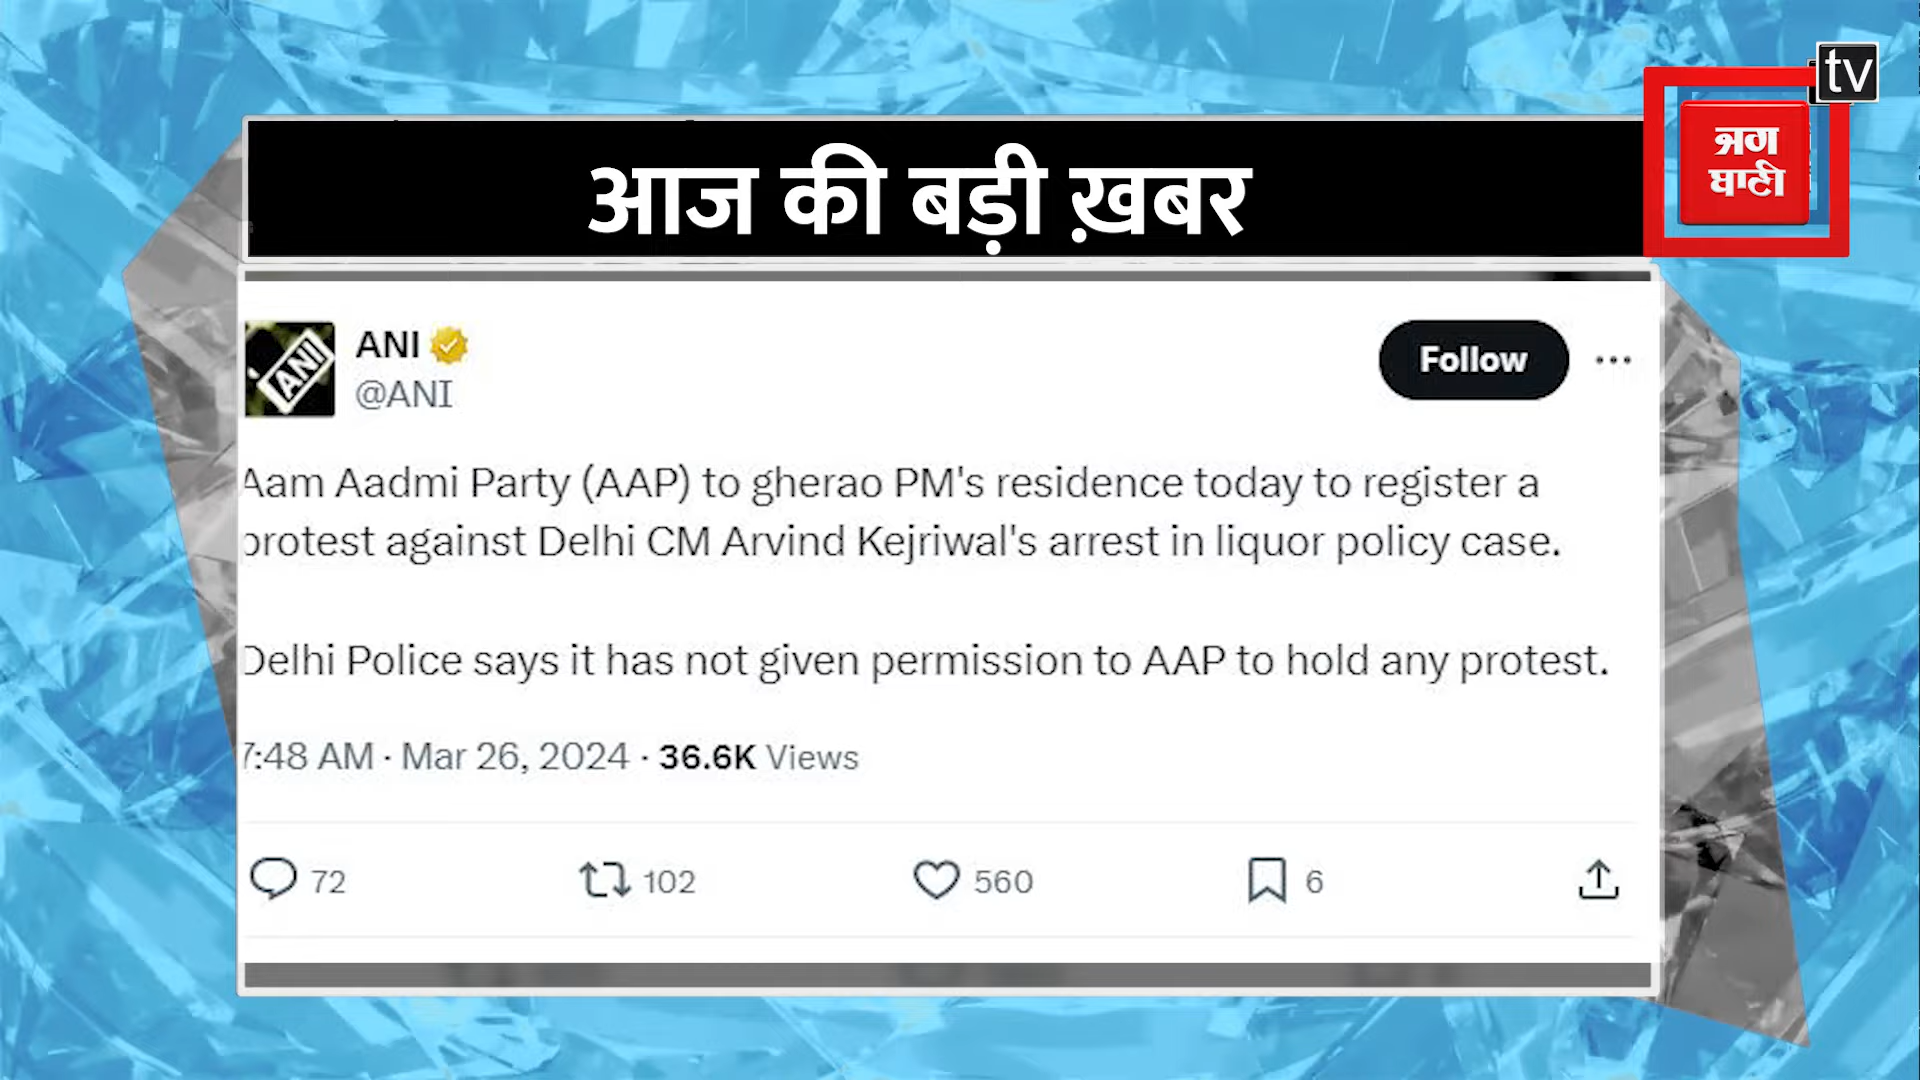 tv
ਜਗ
ਬਾਣੀ
आज की बड़ी ख़बर
ANI
ANI
@ANI
Follow
Aam Aadmi Party (AAP) to gherao PM's residence today to register a
protest against Delhi CM Arvind Kejriwal's arrest in liquor policy case.
Delhi Police says it has not given permission to AAP to hold any protest.
7:48 AM · Mar 26, 2024 · 36.6K Views
72 102 560 6